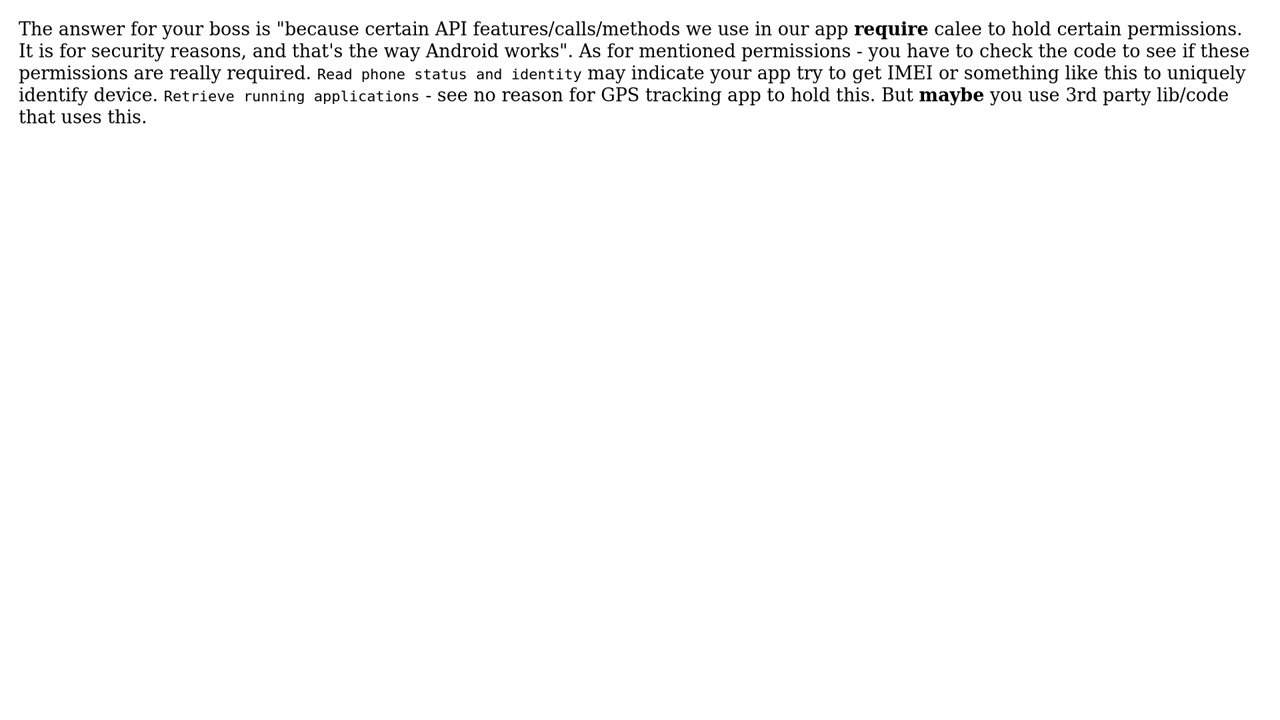 The answer for your boss is "because certain API features/calls/methods we use in our app require calee to hold certain permissions.
It is for security reasons, and that's the way Android works". As for mentioned permissions - you have to check the code to see if these
permissions are really required. Read phone status and identity may indicate your app try to get IMEI or something like this to uniquely
identify device. Retrieve running applications - see no reason for GPS tracking app to hold this. But maybe you use 3rd party lib/code
that uses this.